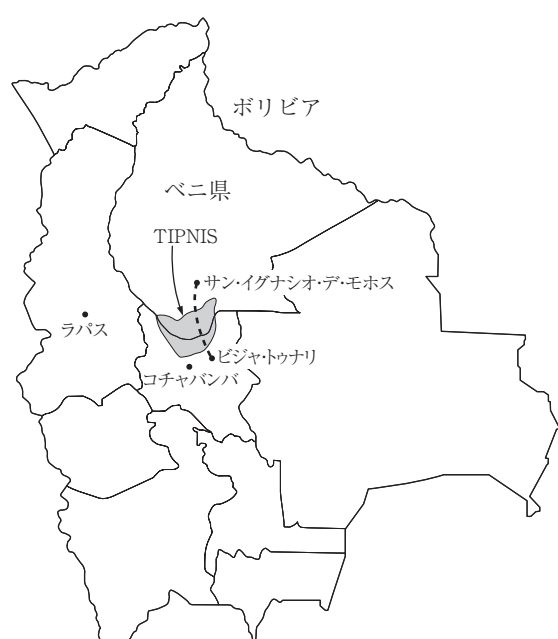 ボリビア
ベニ県
TIPNIS
サン・イグナシオ・デ・モホス
ラパス
ビジャ・トゥナリ
コチャバンバ